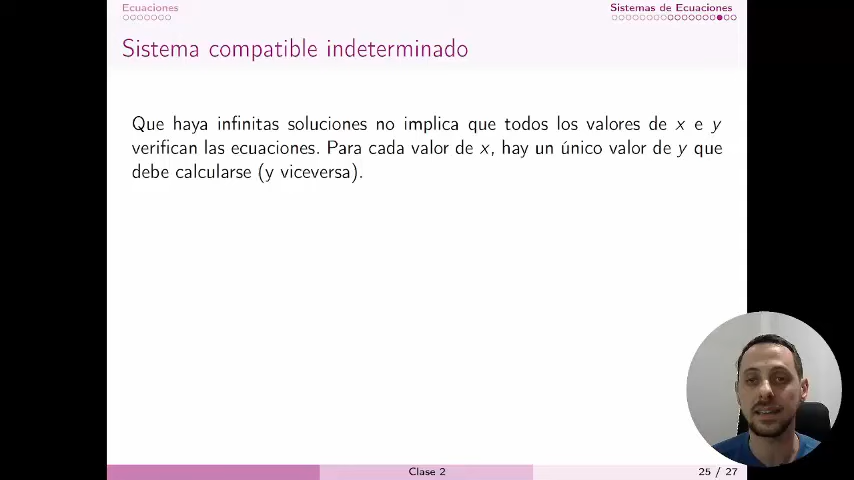 Ecuaciones
Sistemas de Ecuaciones
Sistema compatible indeterminado
Que haya infinitas soluciones no implica que todos los valores de x e y
verifican las ecuaciones. Para cada valor de x, hay un único valor de y que
debe calcularse (y viceversa).
Clase 2
25 / 27